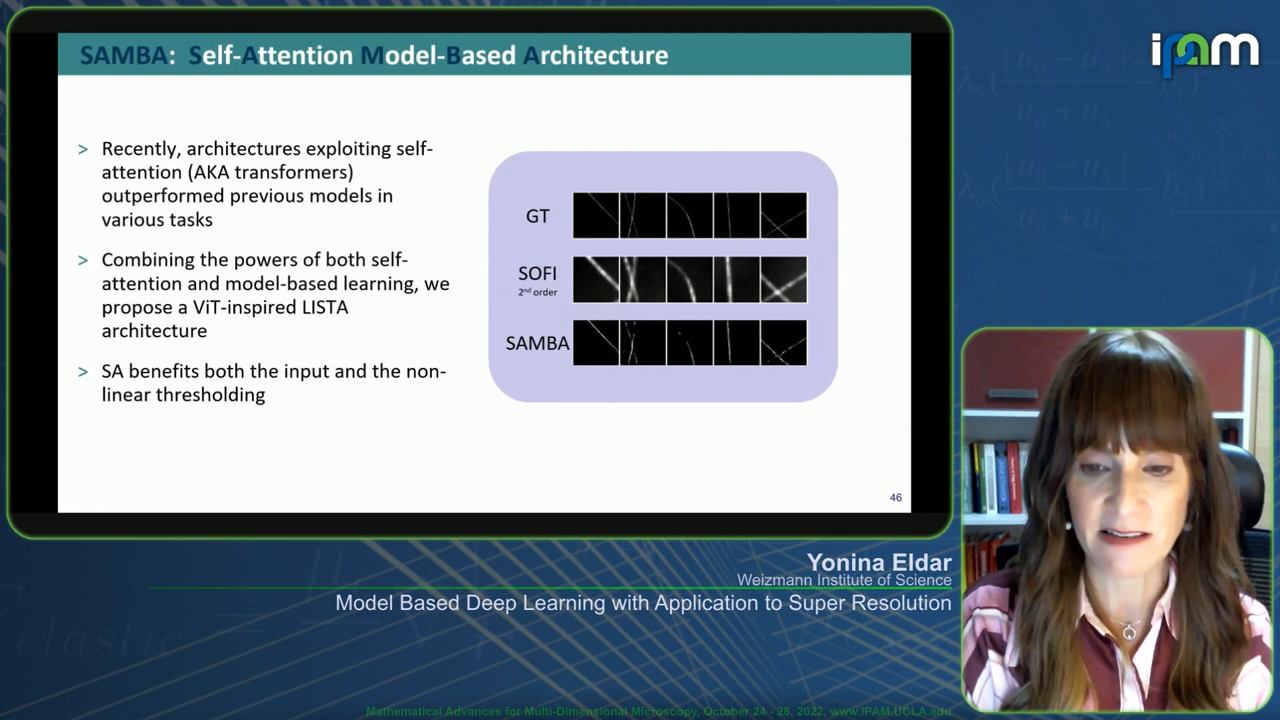 SAMBA: Self-Attention Model-Based Architecture
> Recently, architectures exploiting self-
attention (AKA transformers)
outperformed previous models in
various tasks
> Combining the powers of both self-
attention and model-based learning, we
propose a ViT-inspired LISTA
architecture
> SA benefits both the input and the non-
linear thresholding
GT
SOFI
2nd order
SAMBA
46
ipam
Yonina Eldar
Weizmann Institute of Science
Model Based Deep Learning with Application to Super Resolution
elastic
Mathematical Advances for Multi-Dimensional Microscopy, October 24 - 28, 2022, www.IPAM.UCLA.edu